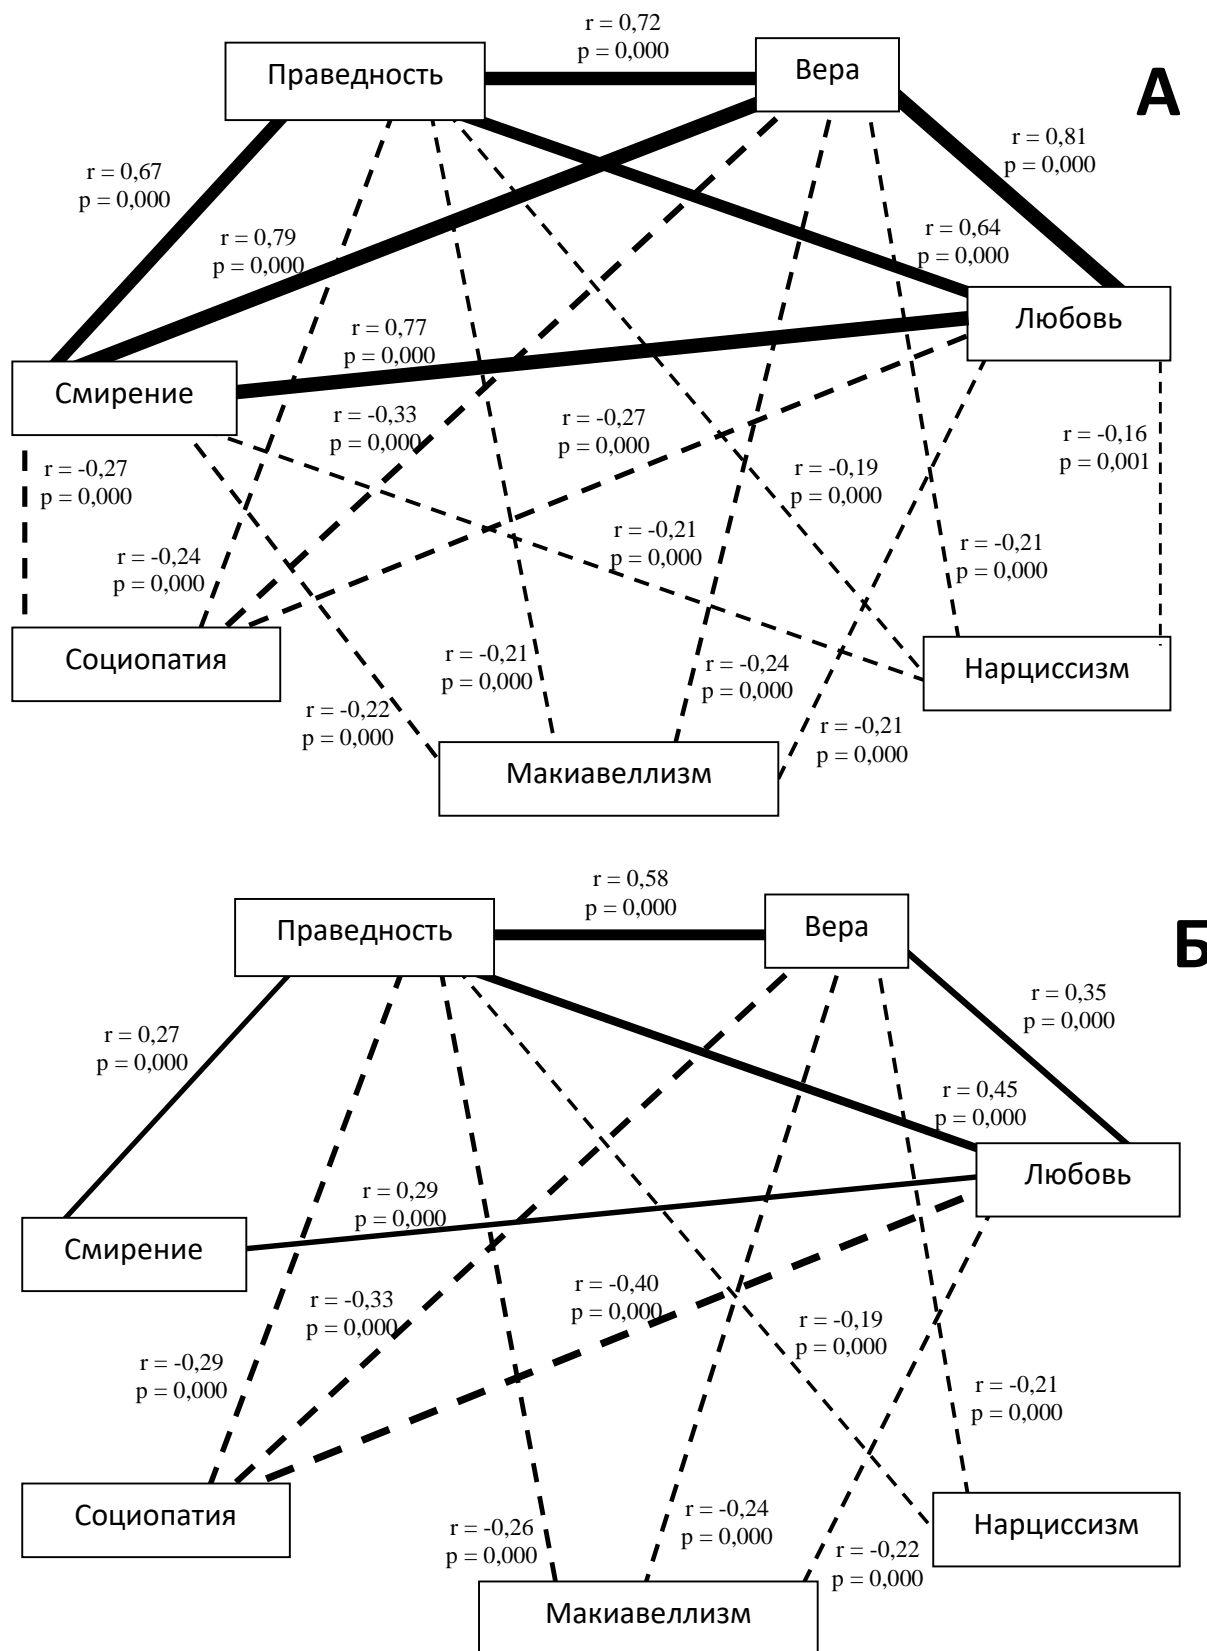 r = 0,72
p = 0,000
Праведность
Вера
А
r = 0,81
p = 0,000
r = 0,67
p = 0,000
r = 0,79
p = 0,000
r = 0,64
p = 0,000
Любовь
r = 0,77
p = 0,000
Смирение
r = -0,33
p = 0,000
r = -0,27
p = 0,000
r = -0,16
p = 0,001
r = -0,27
p = 0,000
r = -0,19
p = 0,000
r = -0,21
p = 0,000
r = -0,21
p = 0,000
r = -0,24
p = 0,000
Социопатия
r = -0,21
p = 0,000
r = -0,24
p = 0,000
Нарциссизм
r = -0,22
p = 0,000
r = -0,21
p = 0,000
Макиавеллизм
r = 0,58
p = 0,000
Праведность
Вера
Б
r = 0,35
p = 0,000
r = 0,27
p = 0,000
r = 0,45
p = 0,000
Любовь
r = 0,29
p = 0,000
Смирение
r = -0,33
p = 0,000
r = -0,40
p = 0,000
r = -0,19
p = 0,000
r = -0,29
p = 0,000
r = -0,21
p = 0,000
Социопатия
r = -0,26
p = 0,000
r = -0,24
p = 0,000
Нарциссизм
r = -0,22
p = 0,000
Макиавеллизм